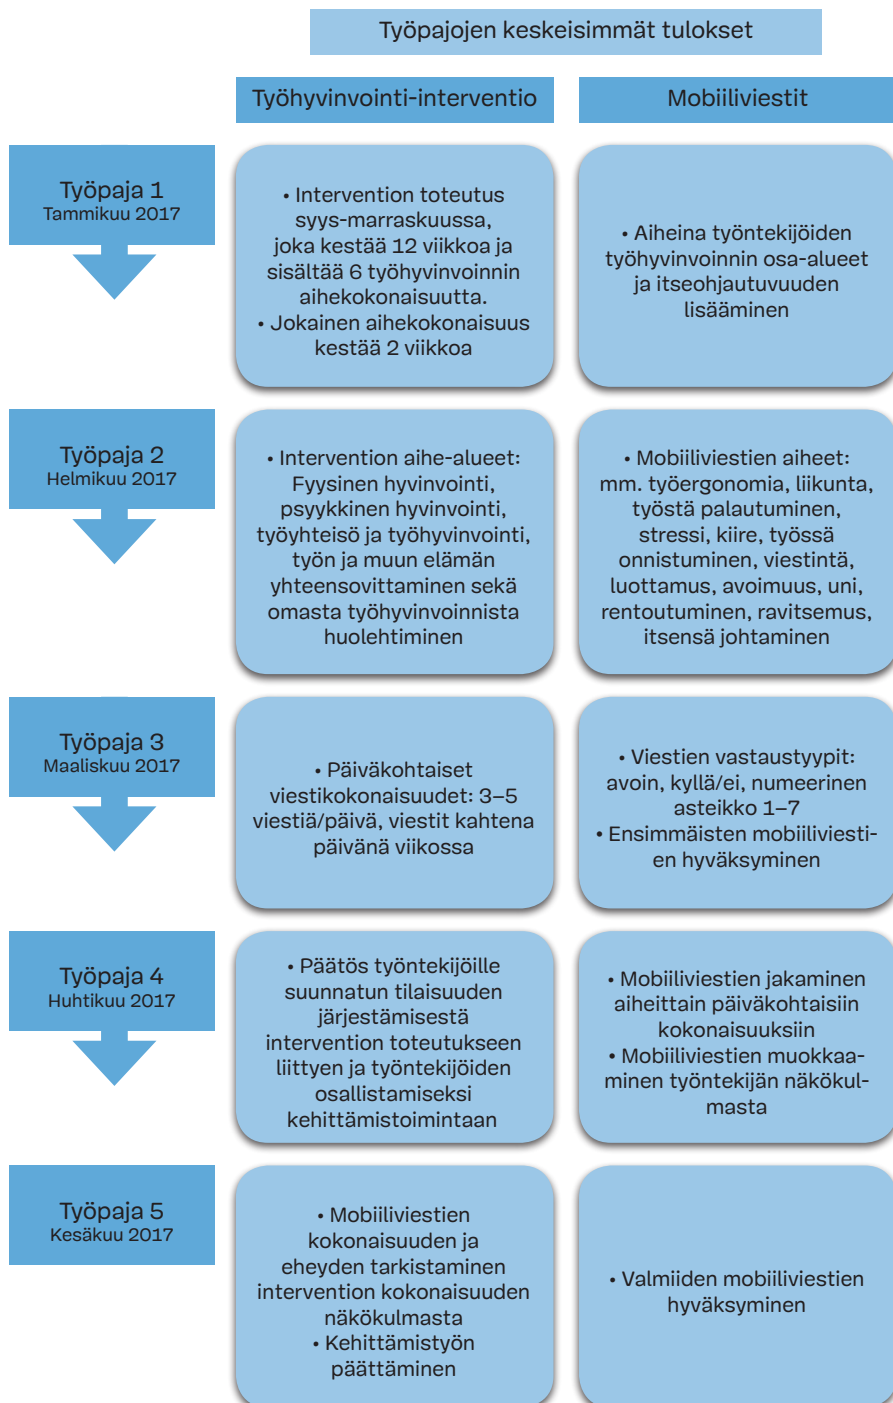 Työpajojen keskeisimmät tulokset
Työhyvinvointi-interventio
Mobiiliviestit
Työpaja 1
Tammikuu 2017
• Intervention toteutus
syys-marraskuussa,
joka kestää 12 viikkoa ja
sisältää 6 työhyvinvoinnin
aihekokonaisuutta.
• Jokainen aihekokonaisuus
kestää 2 viikkoa
• Aiheina työntekijöiden
työhyvinvoinnin osa-alueet
ja itseohjautuvuuden
lisääminen
Työpaja 2
Helmikuu 2017
• Intervention aihe-alueet:
Fyysinen hyvinvointi,
psyykkinen hyvinvointi,
työyhteisö ja työhyvinvointi,
työn ja muun elämän
yhteensovittaminen sekä
omasta työhyvinvoinnista
huolehtiminen
• Mobiiliviestien aiheet:
mm. työergonomia, liikunta,
työstä palautuminen,
stressi, kiire, työssä
onnistuminen, viestintä,
luottamus, avoimuus, uni,
rentoutuminen, ravitsemus,
itsensä johtaminen
Työpaja 3
Maaliskuu 2017
• Päiväkohtaiset
viestikokonaisuudet: 3–5
viestiä/päivä, viestit kahtena
päivänä viikossa
• Viestien vastaustyypit:
avoin, kyllä/ei, numeerinen
asteikko 1–7
• Ensimmäisten mobiiliviesti-
en hyväksyminen
Työpaja 4
Huhtikuu 2017
• Päätös työntekijöille
suunnatun tilaisuuden
järjestämisestä
intervention toteutukseen
liittyen ja työntekijöiden
osallistamiseksi
kehittämistoimintaan
• Mobiiliviestien jakaminen
aiheittain päiväkohtaisiin
kokonaisuuksiin
• Mobiiliviestien muokkaa-
minen työntekijän näkökul-
masta
Työpaja 5
Kesäkuu 2017
• Mobiiliviestien
kokonaisuuden ja
eheyden tarkistaminen
intervention kokonaisuuden
näkökulmasta
• Kehittämistyön
päättäminen
• Valmiiden mobiiliviestien
hyväksyminen